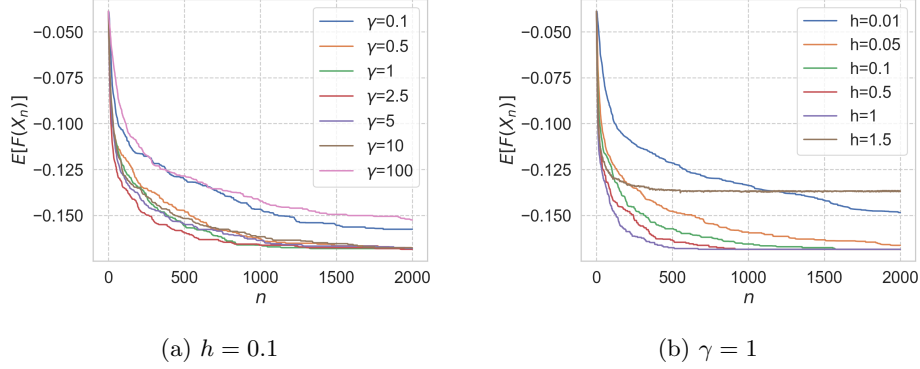 −0.050
−0.075
−0.100
−0.125
−0.150
E[F(Xₙ)]
0
500
1000
1500
2000
n
γ=0.1
γ=0.5
γ=1
γ=2.5
γ=5
γ=10
γ=100
(a) h = 0.1
−0.050
−0.075
−0.100
−0.125
−0.150
E[F(Xₙ)]
0
500
1000
1500
2000
n
h=0.01
h=0.05
h=0.1
h=0.5
h=1
h=1.5
(b) γ = 1